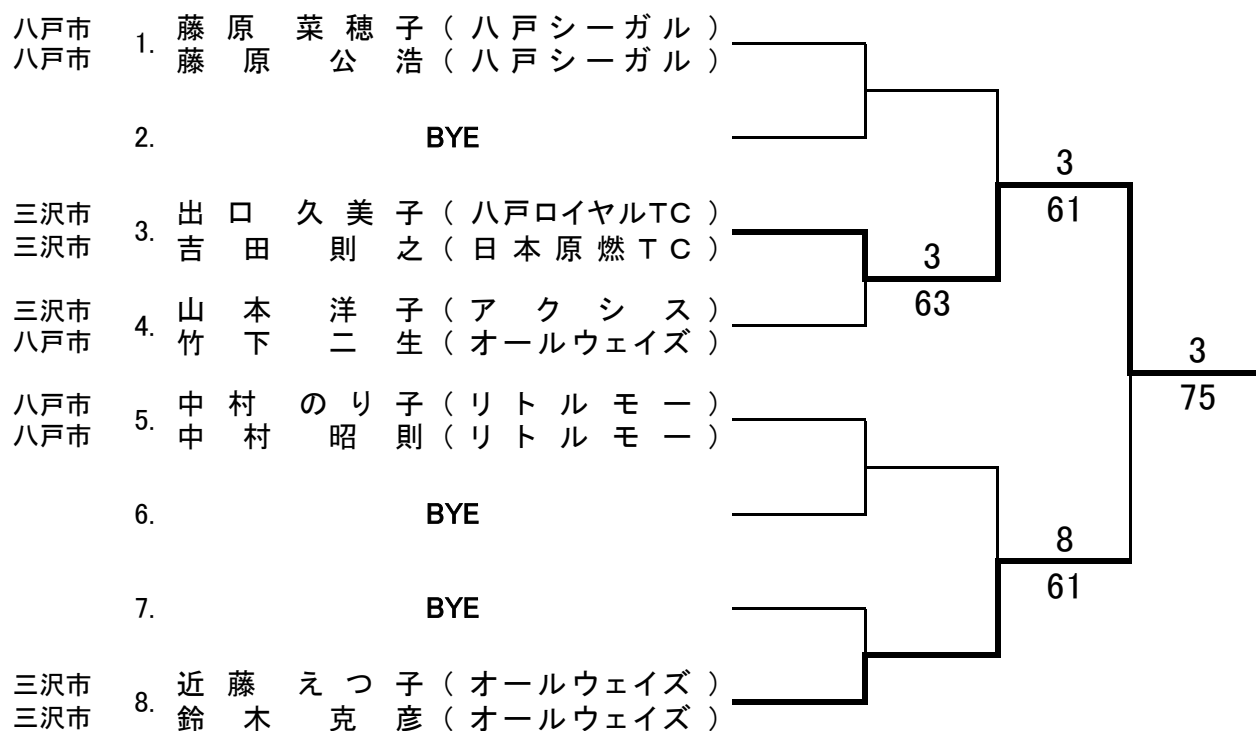 八戸市 1. 藤原 菜穂子 ( 八戸シーガル )
八戸市 藤原 公浩 ( 八戸シーガル )
2. BYE
3
61
三沢市 3. 出口 久美子 ( 八戸ロイヤルTC )
三沢市 吉田 則之 ( 日本原燃TC )
3
63
三沢市 4. 山本 洋子 ( アクシス )
八戸市 竹下 二生 ( オールウェイズ )
3
75
八戸市 5. 中村 のり子 ( リトルモー )
八戸市 中村 昭則 ( リトルモー )
6. BYE
8
61
7. BYE
三沢市 8. 近藤 えつ子 ( オールウェイズ )
三沢市 鈴木 克彦 ( オールウェイズ )